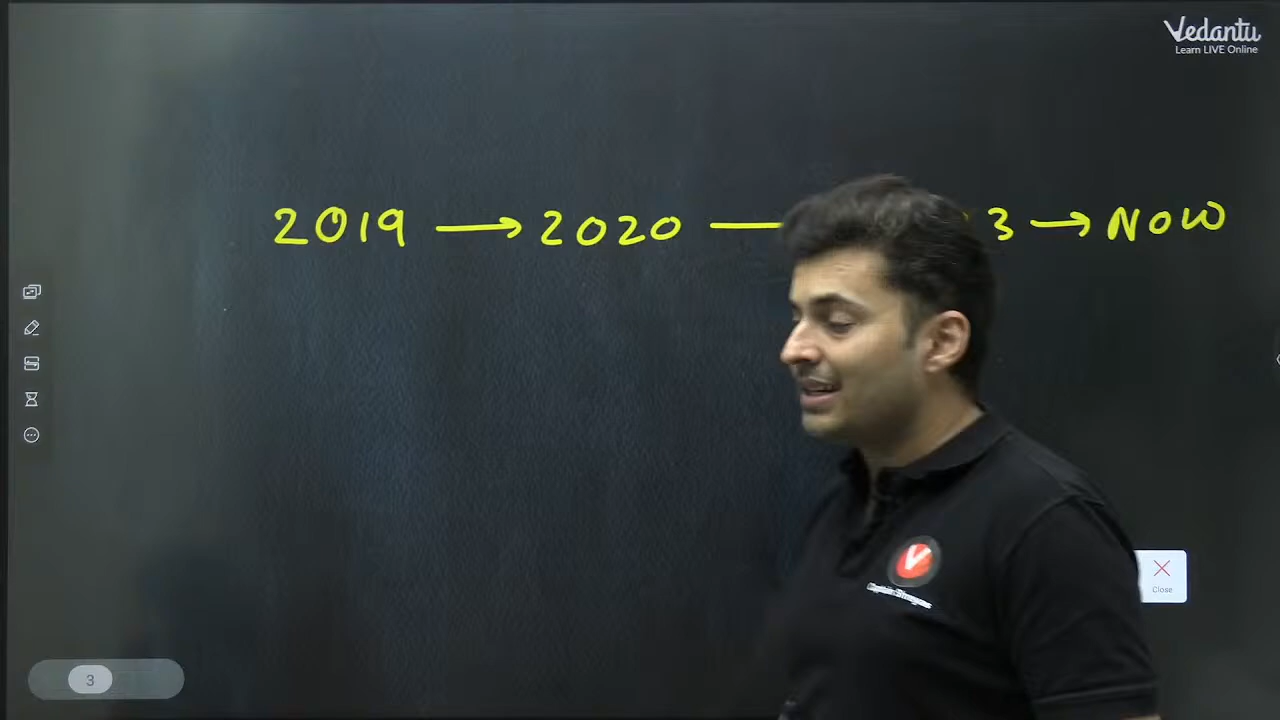 Vedantu
Learn LIVE Online
2019 → 2020 — 3 → NOW
V
Close
3